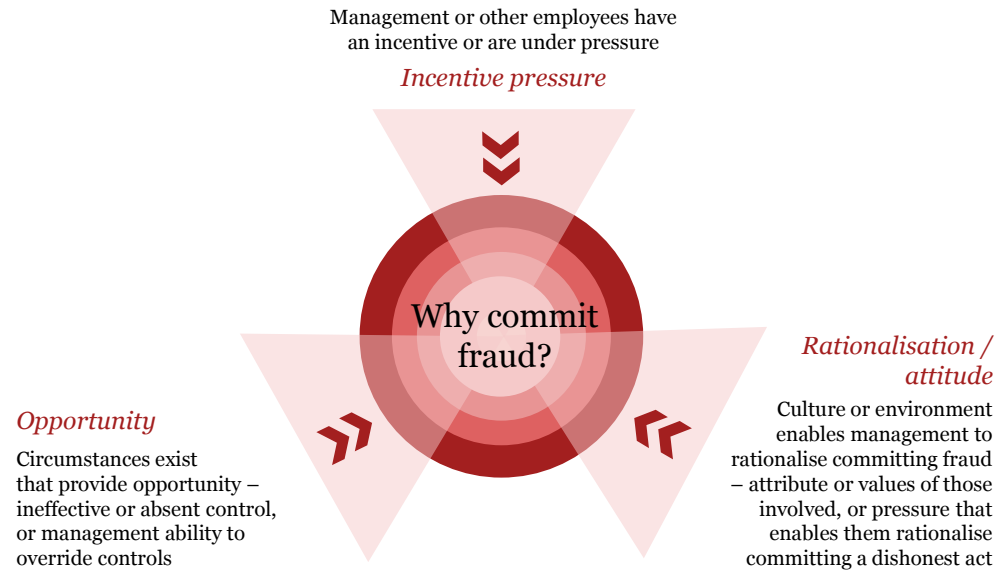 Management or other employees have
an incentive or are under pressure
Incentive pressure
Why commit
fraud?
Opportunity
Circumstances exist
that provide opportunity –
ineffective or absent control,
or management ability to
override controls
Rationalisation /
attitude
Culture or environment
enables management to
rationalise committing fraud
– attribute or values of those
involved, or pressure that
enables them rationalise
committing a dishonest act